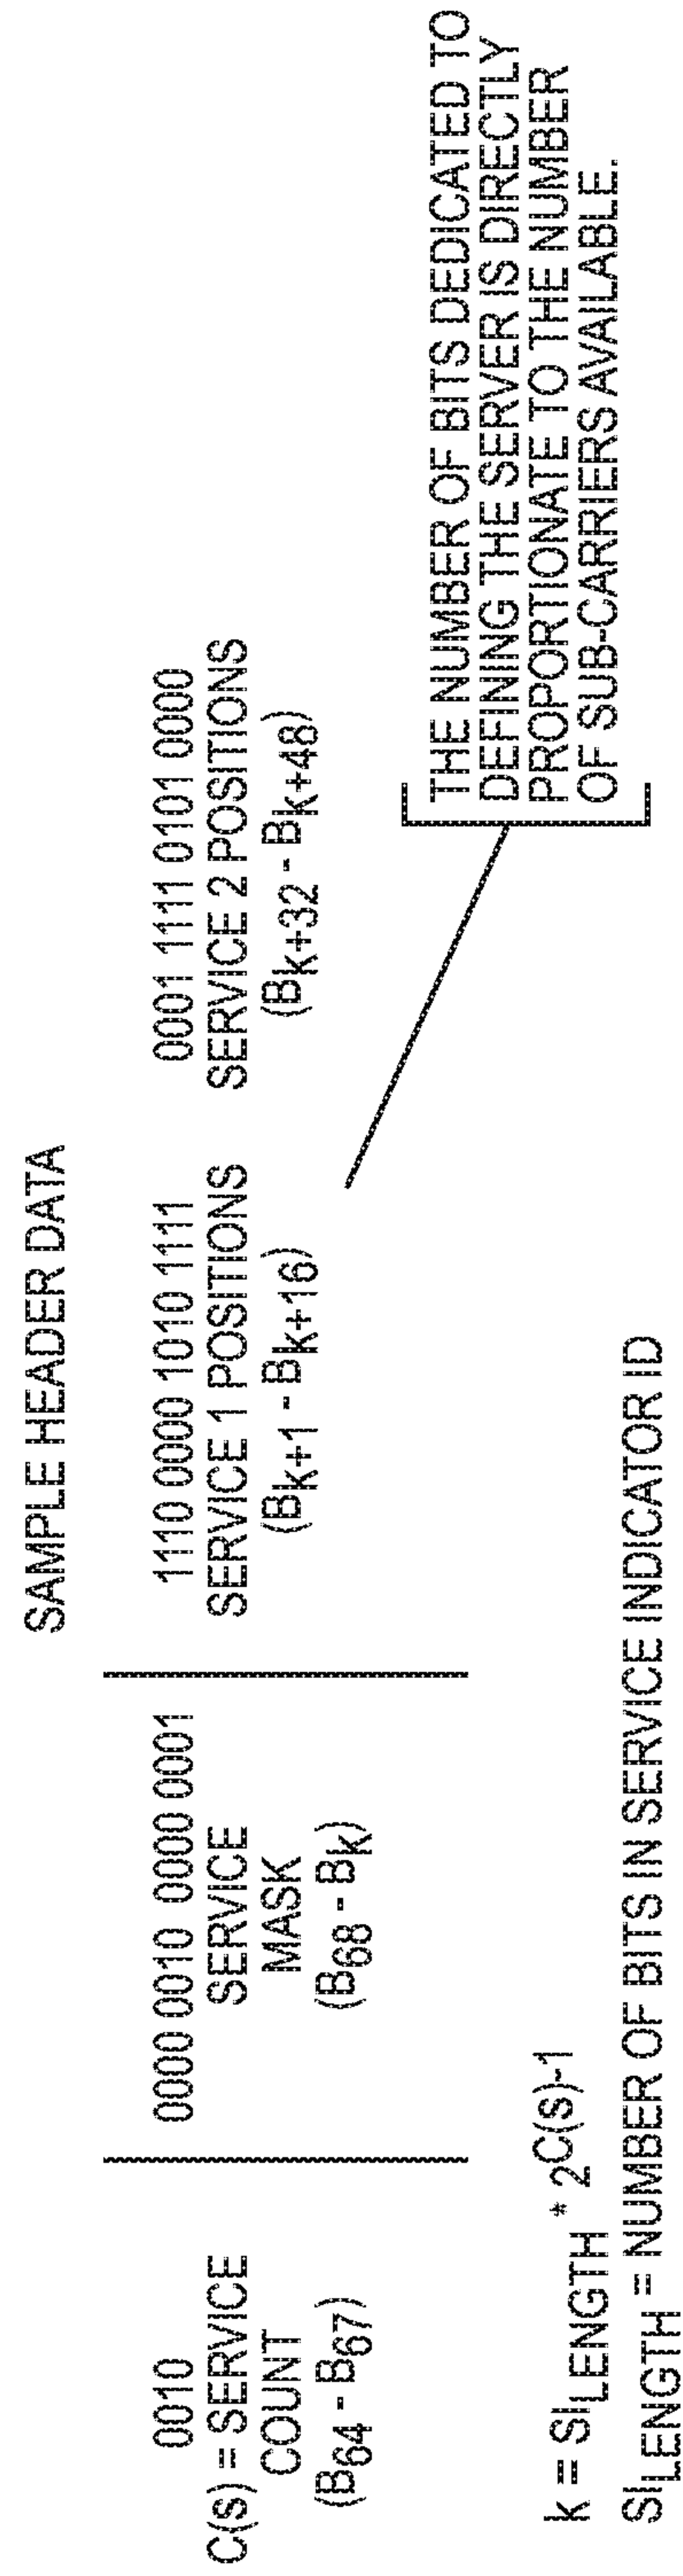 SAMPLE HEADER DATA
0010
C(s) = SERVICE
COUNT
(B64 - B67)
0000 0010 0000 0001
SERVICE
MASK
(B68 - Bk)
1110 0000 1010 1111
SERVICE 1 POSITIONS
(Bk+1 - Bk+16)
0001 1111 0101 0000
SERVICE 2 POSITIONS
(Bk+32 - Bk+48)
k = SILENGTH * 2C(s)-1
SILENGTH = NUMBER OF BITS IN SERVICE INDICATOR ID
THE NUMBER OF BITS DEDICATED TO
DEFINING THE SERVER IS DIRECTLY
PROPORTIONATE TO THE NUMBER
OF SUB-CARRIERS AVAILABLE.